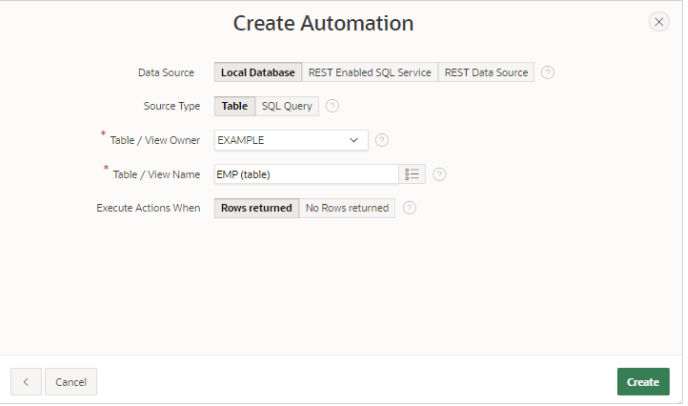 Create Automation
Data Source Local Database REST Enabled SQL Service REST Data Source ?
Source Type Table SQL Query ?
* Table / View Owner EXAMPLE ?
* Table / View Name EMP (table) ?
Execute Actions When Rows returned No Rows returned ?
Cancel Create